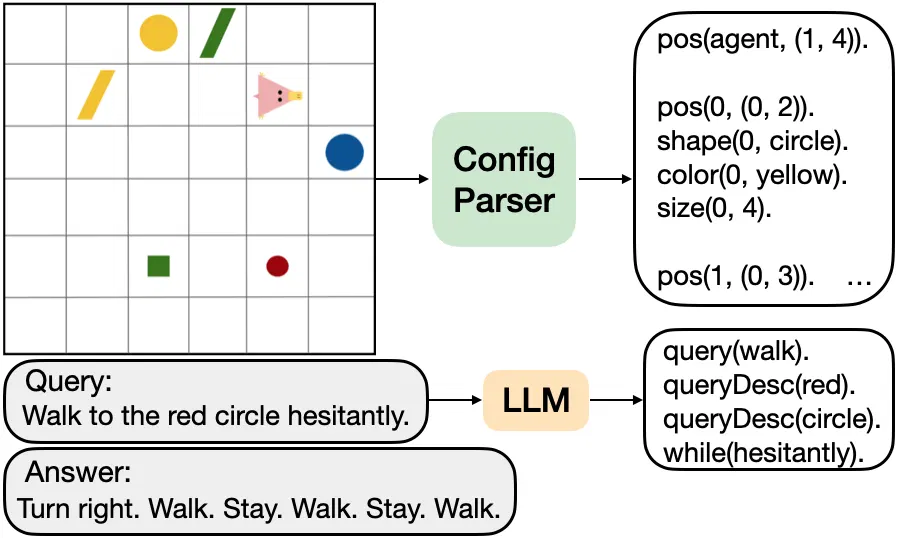 pos(agent, (1, 4)).
pos(0, (0, 2)).
shape(0, circle).
color(0, yellow).
size(0, 4).
pos(1, (0, 3)). ...
Config
Parser
Query:
Walk to the red circle hesitantly.
LLM
query(walk).
queryDesc(red).
queryDesc(circle).
while(hesitantly).
Answer:
Turn right. Walk. Stay. Walk. Stay. Walk.